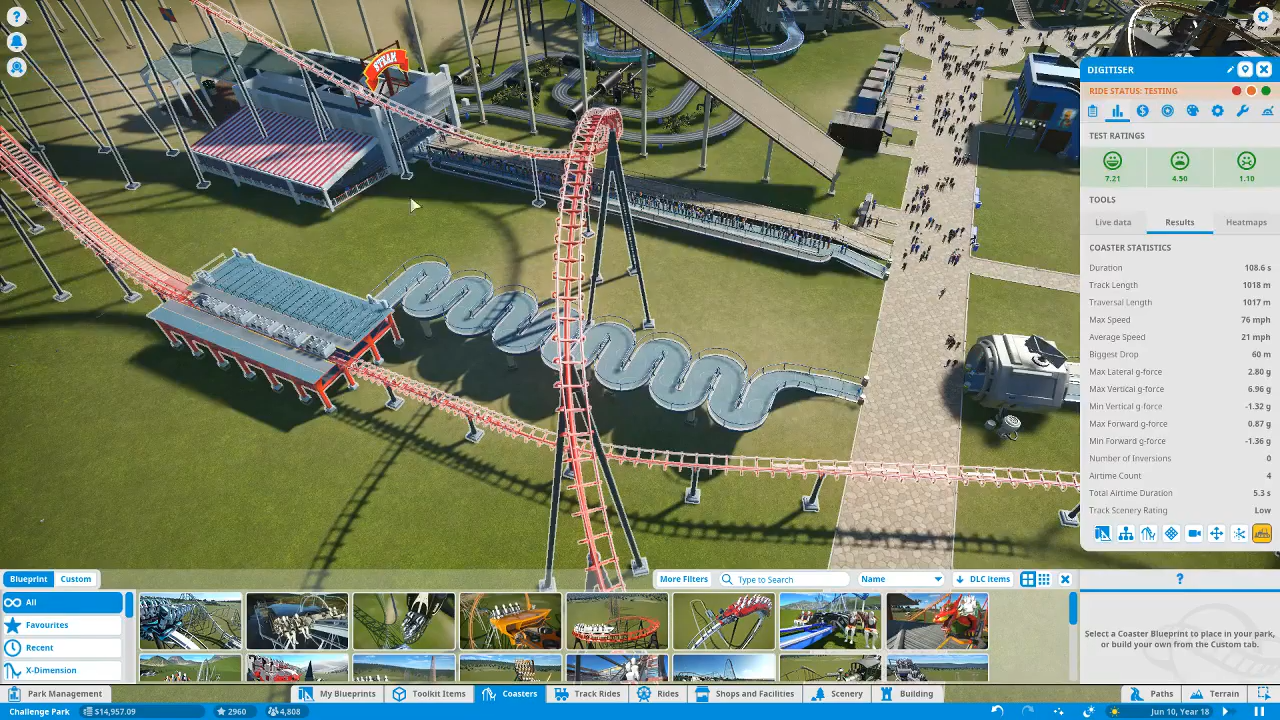 STEAM
DIGITISER
RIDE STATUS: TESTING
TEST RATINGS
7.21 4.50 1.10
TOOLS
Live data Results Heatmaps
COASTER STATISTICS
Duration 108.6 s
Track Length 1018 m
Traversal Length 1017 m
Max Speed 76 mph
Average Speed 21 mph
Biggest Drop 60 m
Max Lateral g-force 2.80 g
Max Vertical g-force 6.96 g
Min Vertical g-force -1.32 g
Max Forward g-force 0.87 g
Min Forward g-force -1.36 g
Number of Inversions 0
Airtime Count 4
Total Airtime Duration 5.3 s
Track Scenery Rating Low
Blueprint Custom More Filters Type to Search Name DLC items ?
All
Favourites
Recent
X-Dimension
Select a Coaster Blueprint to place in your park,
or build your own from the Custom tab.
Park Management My Blueprints Toolkit Items Coasters Track Rides Rides Shops and Facilities Scenery Building Paths Terrain
Challenge Park $14,957.09 2960 4,808 Jun 10, Year 18